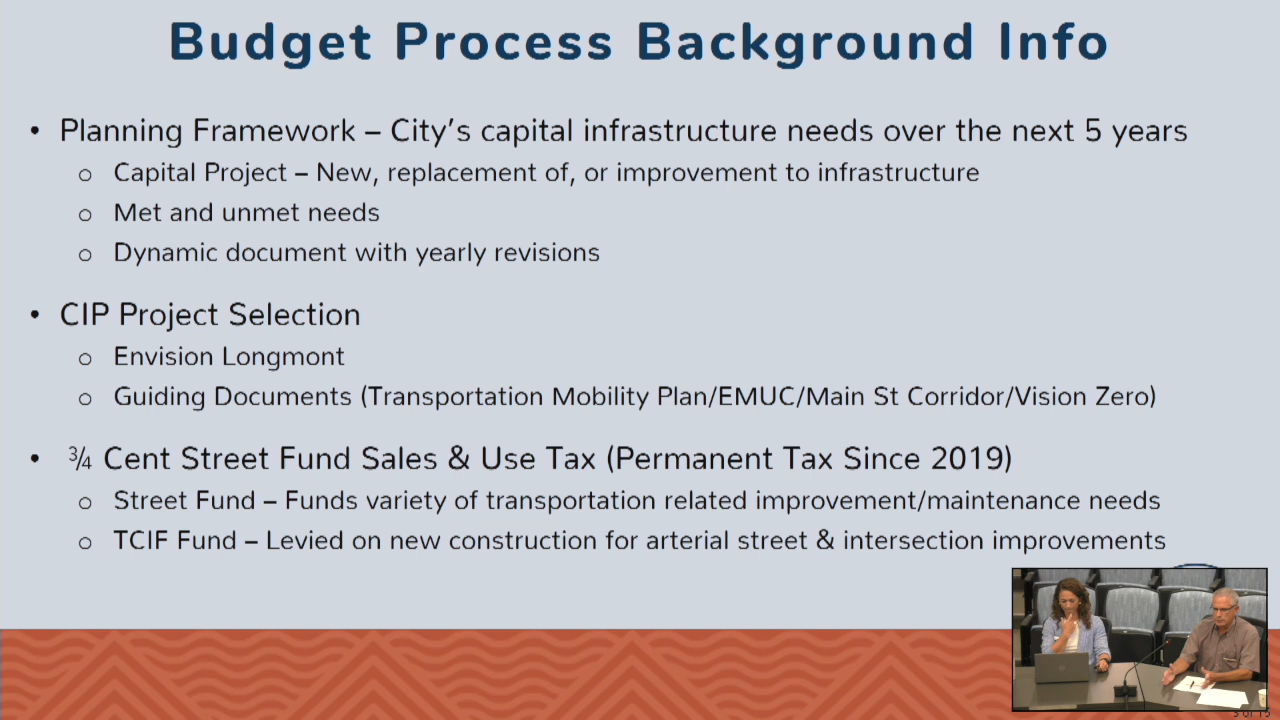 Budget Process Background Info
• Planning Framework – City's capital infrastructure needs over the next 5 years
o Capital Project – New, replacement of, or improvement to infrastructure
o Met and unmet needs
o Dynamic document with yearly revisions
• CIP Project Selection
o Envision Longmont
o Guiding Documents (Transportation Mobility Plan/EMUC/Main St Corridor/Vision Zero)
• ¾ Cent Street Fund Sales & Use Tax (Permanent Tax Since 2019)
o Street Fund – Funds variety of transportation related improvement/maintenance needs
o TCIF Fund – Levied on new construction for arterial street & intersection improvements